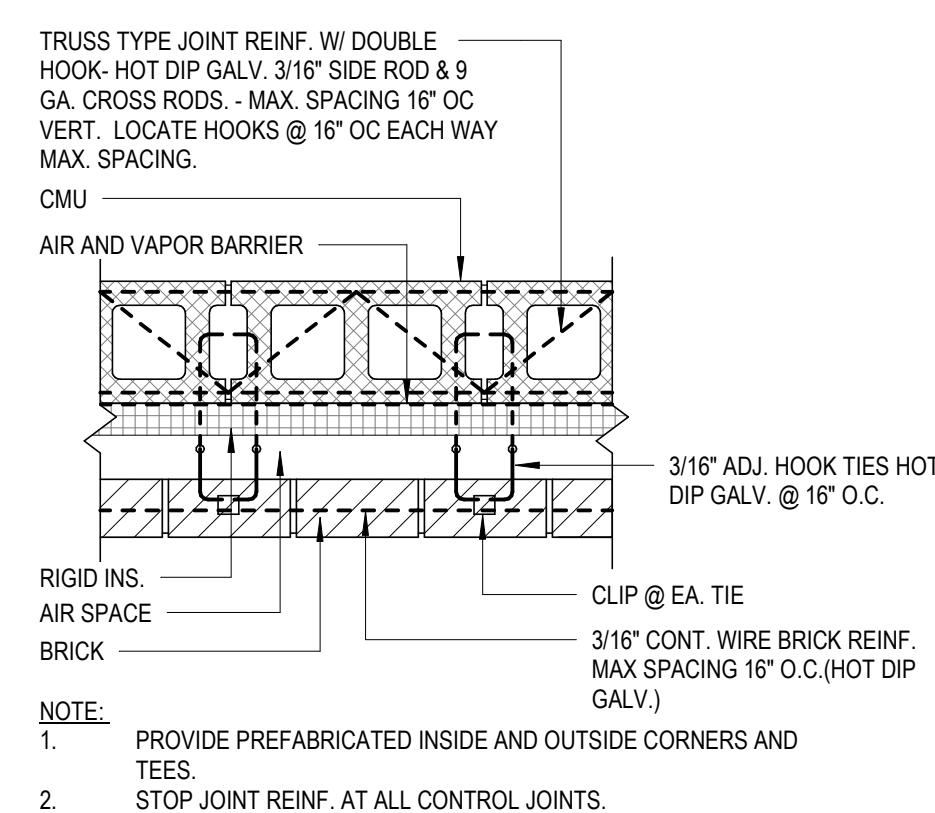 TRUSS TYPE JOINT REINF. W/ DOUBLE
HOOK- HOT DIP GALV. 3/16" SIDE ROD & 9
GA. CROSS RODS. - MAX. SPACING 16" OC
VERT. LOCATE HOOKS @ 16" OC EACH WAY
MAX. SPACING.
CMU
AIR AND VAPOR BARRIER
3/16" ADJ. HOOK TIES HOT
DIP GALV. @ 16" O.C.
RIGID INS.
AIR SPACE
BRICK
CLIP @ EA. TIE
3/16" CONT. WIRE BRICK REINF.
MAX SPACING 16" O.C.(HOT DIP
GALV.)
NOTE:
1. PROVIDE PREFABRICATED INSIDE AND OUTSIDE CORNERS AND
TEES.
2. STOP JOINT REINF. AT ALL CONTROL JOINTS.